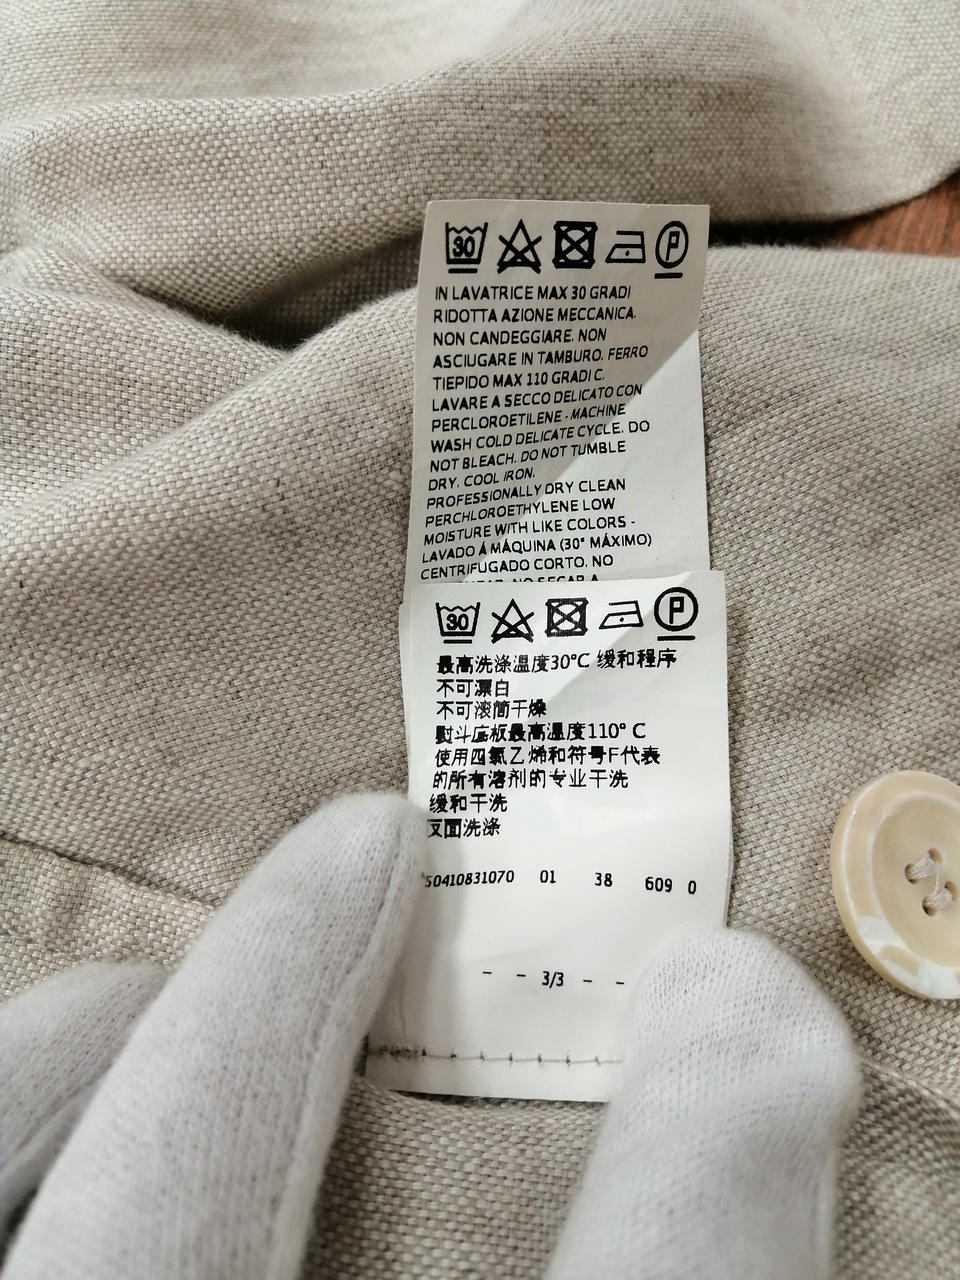 30 P
IN LAVATRICE MAX 30 GRADI
RIDOTTA AZIONE MECCANICA.
NON CANDEGGIARE. NON
ASCIUGARE IN TAMBURO. FERRO
TIEPIDO MAX 110 GRADI C.
LAVARE A SECCO DELICATO CON
PERCLOROETILENE - MACHINE
WASH COLD DELICATE CYCLE. DO
NOT BLEACH. DO NOT TUMBLE
DRY. COOL IRON.
PROFESSIONALLY DRY CLEAN
PERCHLOROETHYLENE LOW
MOISTURE WITH LIKE COLORS -
LAVADO Á MÁQUINA (30° MÁXIMO)
CENTRIFUGADO CORTO. NO
NO SECAR A
30 P
最高洗涤温度30°C 缓和程序
不可漂白
不可滚筒干燥
熨斗底板最高温度110° C
使用四氯乙烯和符号F代表
的所有溶剂的专业干洗
缓和干洗
反面洗涤
50410831070 01 38 609 0
- - 3/3 - -